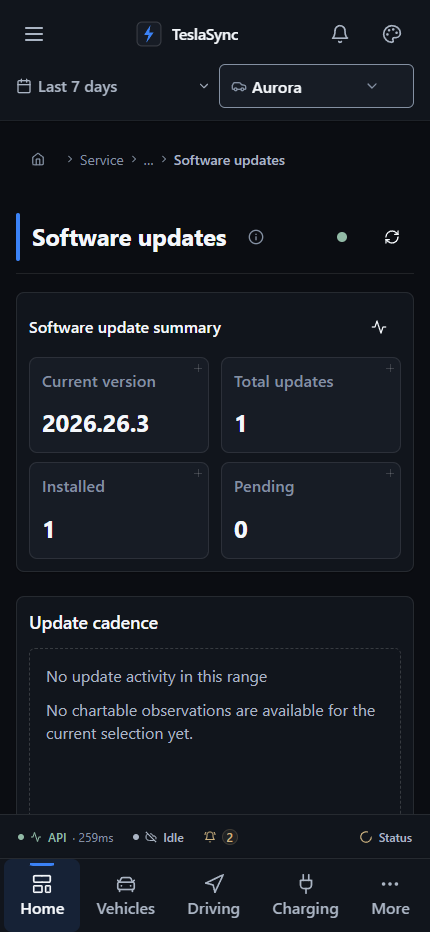 TeslaSync
Last 7 days
Aurora
Service
...
Software updates
Software updates
Software update summary
Current version
2026.26.3
Total updates
1
Installed
1
Pending
0
Update cadence
No update activity in this range
No chartable observations are available for the
current selection yet.
API · 259ms
Idle
2
Status
Home
Vehicles
Driving
Charging
More